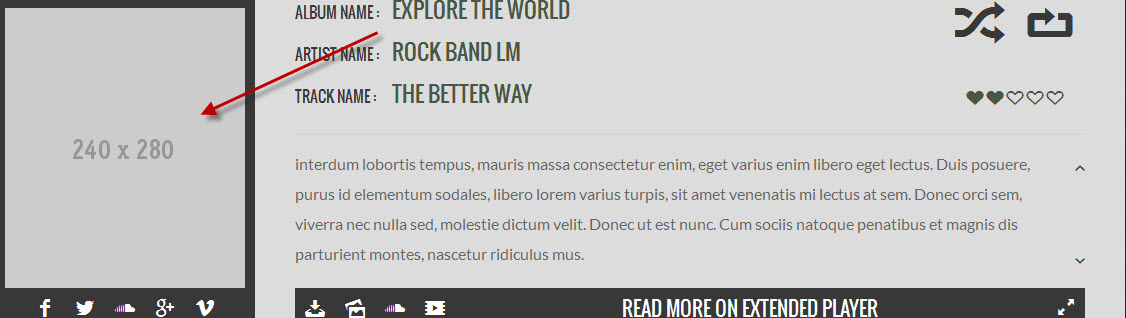 ALBUM NAME : EXPLORE THE WORLD
ARTIST NAME : ROCK BAND LM
TRACK NAME : THE BETTER WAY
240 x 280
interdum lobortis tempus, mauris massa consectetur enim, eget varius enim libero eget lectus. Duis posuere,
purus id elementum sodales, libero lorem varius turpis, sit amet venenatis mi lectus at sem. Donec orci sem,
viverra nec nulla sed, molestie dictum velit. Donec ut est nunc. Cum sociis natoque penatibus et magnis dis
parturient montes, nascetur ridiculus mus.
READ MORE ON EXTENDED PLAYER